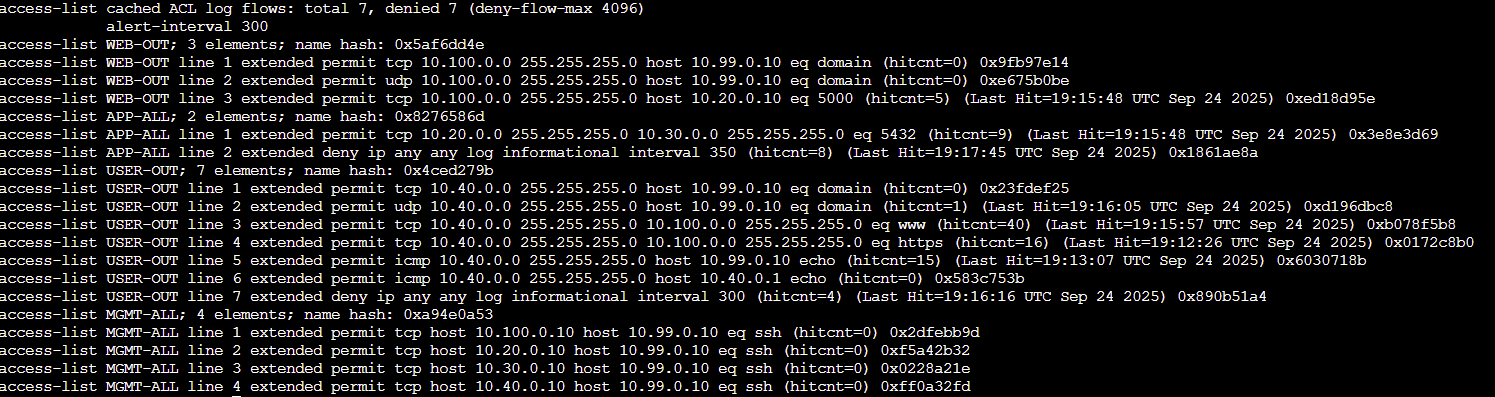 access-list cached ACL log flows: total 7, denied 7 (deny-flow-max 4096)
            alert-interval 300
access-list WEB-OUT; 3 elements; name hash: 0x5af6dd4e
access-list WEB-OUT line 1 extended permit tcp 10.100.0.0 255.255.255.0 host 10.99.0.10 eq domain (hitcnt=0) 0x9fb97e14
access-list WEB-OUT line 2 extended permit udp 10.100.0.0 255.255.255.0 host 10.99.0.10 eq domain (hitcnt=0) 0xe675b0be
access-list WEB-OUT line 3 extended permit tcp 10.100.0.0 255.255.255.0 host 10.20.0.10 eq 5000 (hitcnt=5) (Last Hit=19:15:48 UTC Sep 24 2025) 0xed18d95e
access-list APP-ALL; 2 elements; name hash: 0x8276586d
access-list APP-ALL line 1 extended permit tcp 10.20.0.0 255.255.255.0 10.30.0.0 255.255.255.0 eq 5432 (hitcnt=9) (Last Hit=19:15:48 UTC Sep 24 2025) 0x3e8e3d69
access-list APP-ALL line 2 extended deny ip any any log informational interval 350 (hitcnt=8) (Last Hit=19:17:45 UTC Sep 24 2025) 0x1861ae8a
access-list USER-OUT; 7 elements; name hash: 0x4ced279b
access-list USER-OUT line 1 extended permit tcp 10.40.0.0 255.255.255.0 host 10.99.0.10 eq domain (hitcnt=0) 0x23fdef25
access-list USER-OUT line 2 extended permit udp 10.40.0.0 255.255.255.0 host 10.99.0.10 eq domain (hitcnt=1) (Last Hit=19:16:05 UTC Sep 24 2025) 0xd196dbc8
access-list USER-OUT line 3 extended permit tcp 10.40.0.0 255.255.255.0 10.100.0.0 255.255.255.0 eq www (hitcnt=40) (Last Hit=19:15:57 UTC Sep 24 2025) 0xb078f5b8
access-list USER-OUT line 4 extended permit tcp 10.40.0.0 255.255.255.0 10.100.0.0 255.255.255.0 eq https (hitcnt=16) (Last Hit=19:12:26 UTC Sep 24 2025) 0x0172c8b0
access-list USER-OUT line 5 extended permit icmp 10.40.0.0 255.255.255.0 host 10.99.0.10 echo (hitcnt=15) (Last Hit=19:13:07 UTC Sep 24 2025) 0x6030718b
access-list USER-OUT line 6 extended permit icmp 10.40.0.0 255.255.255.0 host 10.40.0.1 echo (hitcnt=0) 0x583c753b
access-list USER-OUT line 7 extended deny ip any any log informational interval 300 (hitcnt=4) (Last Hit=19:16:16 UTC Sep 24 2025) 0x890b51a4
access-list MGMT-ALL; 4 elements; name hash: 0xa94e0a53
access-list MGMT-ALL line 1 extended permit tcp host 10.100.0.10 host 10.99.0.10 eq ssh (hitcnt=0) 0x2dfebb9d
access-list MGMT-ALL line 2 extended permit tcp host 10.20.0.10 host 10.99.0.10 eq ssh (hitcnt=0) 0xf5a42b32
access-list MGMT-ALL line 3 extended permit tcp host 10.30.0.10 host 10.99.0.10 eq ssh (hitcnt=0) 0x0228a21e
access-list MGMT-ALL line 4 extended permit tcp host 10.40.0.10 host 10.99.0.10 eq ssh (hitcnt=0) 0xff0a32fd